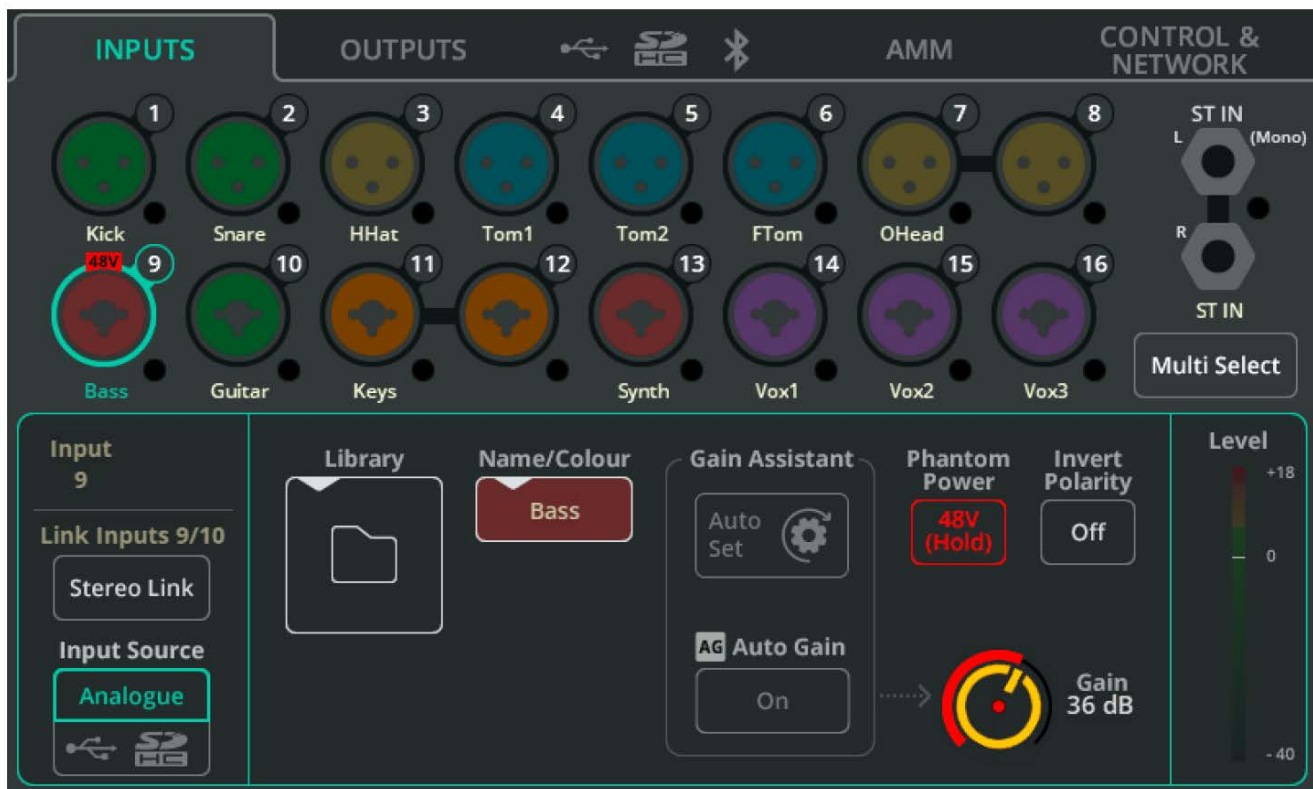 INPUTS
OUTPUTS
SD
HC
AMM
CONTROL &
NETWORK
1
2
3
4
5
6
7
8
Kick
Snare
HHat
Tom1
Tom2
FTom
OHead
ST IN
L
(Mono)
R
ST IN
48V
9
10
11
12
13
14
15
16
Bass
Guitar
Keys
Synth
Vox1
Vox2
Vox3
Multi Select
Input
9
Link Inputs 9/10
Stereo Link
Input Source
Analogue
SD
HC
Library
Name/Colour
Bass
Gain Assistant
Auto
Set
AG Auto Gain
On
Phantom
Power
48V
(Hold)
Invert
Polarity
Off
Gain
36 dB
Level
+18
0
- 40